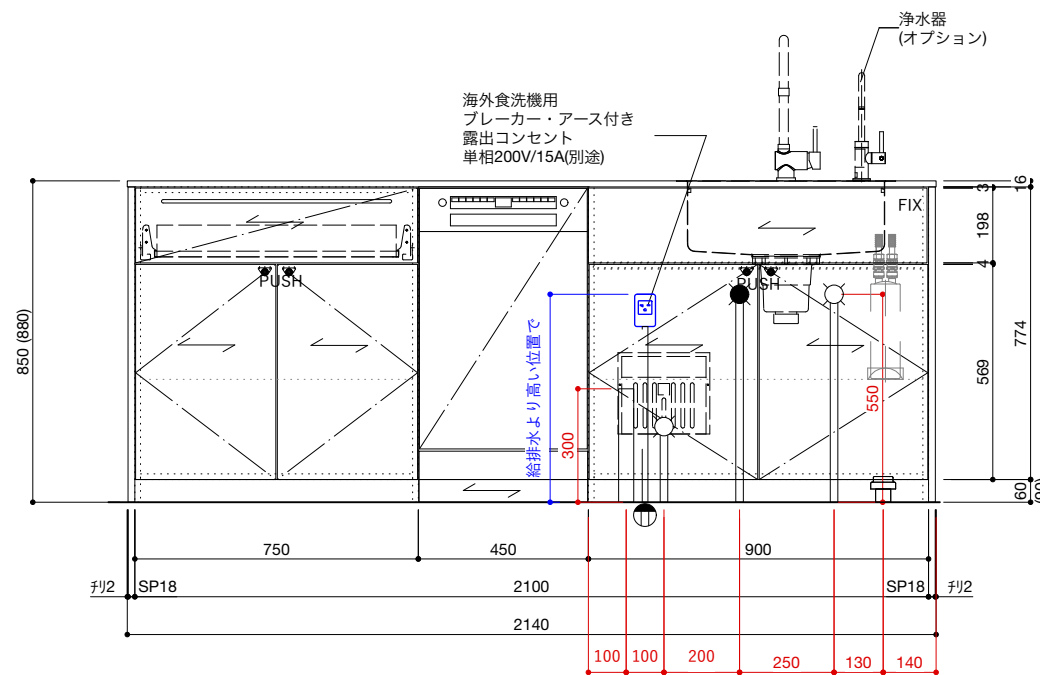 浄水器
(オプション)
海外食洗機用
ブレーカー・アース付き
露出コンセント
単相200V/15A(別途)
FIX
PUSH
PUSH
850 (880)
給排水より高い位置で
300
550
16
3
198
4
774
569
60
(90)
750
450
900
チリ2
SP18
2100
SP18
チリ2
2140
100
100
200
250
130
140